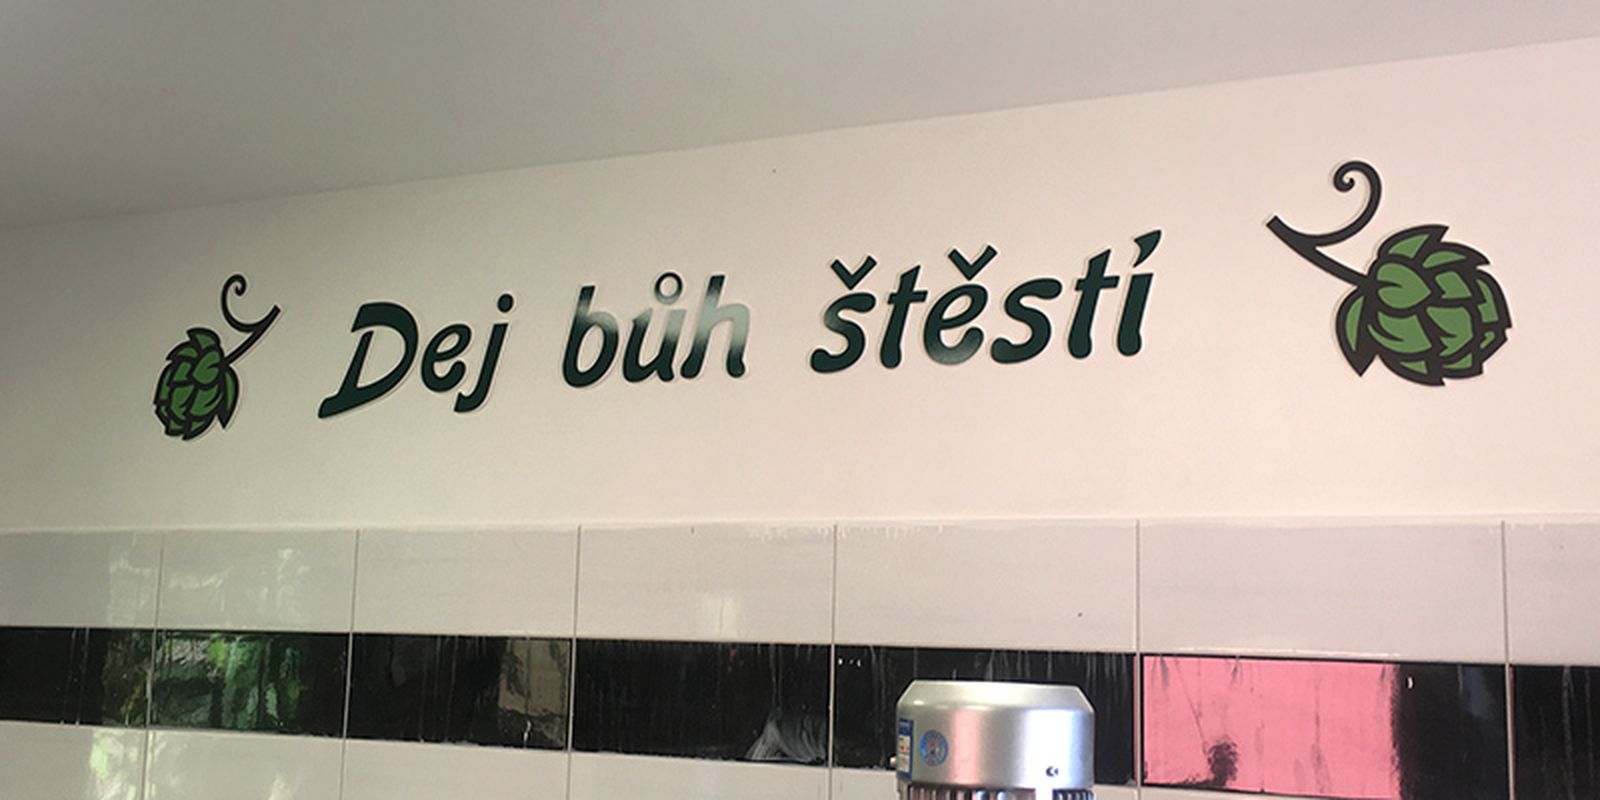 Dej bůh štěstí